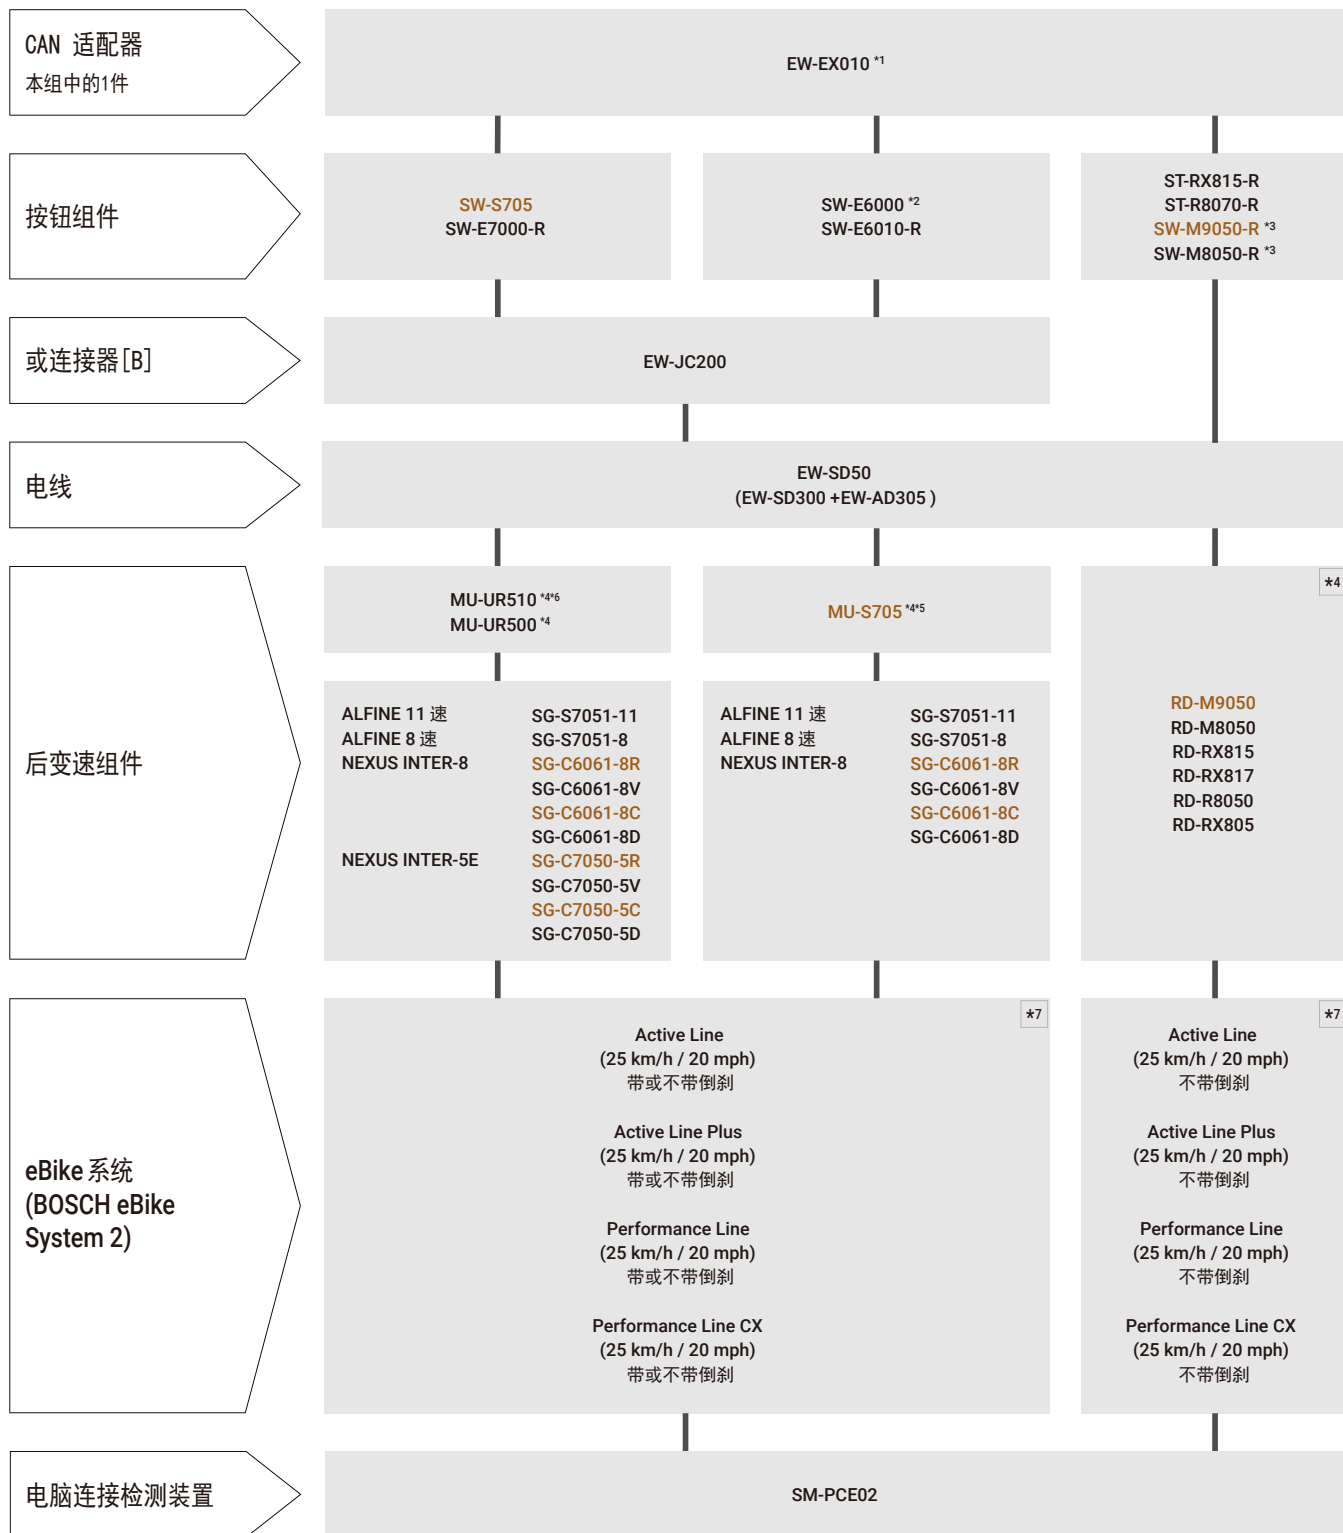 CAN 适配器
本组中的1件
EW-EX010 *1
按钮组件
SW-S705
SW-E7000-R
SW-E6000 *2
SW-E6010-R
ST-RX815-R
ST-R8070-R
SW-M9050-R *3
SW-M8050-R *3
或连接器[B]
EW-JC200
电线
EW-SD50
(EW-SD300 +EW-AD305 )
后变速组件
MU-UR510 *4*6
MU-UR500 *4
MU-S705 *4*5
ALFINE 11 速 SG-S7051-11
ALFINE 8 速 SG-S7051-8
NEXUS INTER-8 SG-C6061-8R
SG-C6061-8V
SG-C6061-8C
SG-C6061-8D
NEXUS INTER-5E SG-C7050-5R
SG-C7050-5V
SG-C7050-5C
SG-C7050-5D
ALFINE 11 速 SG-S7051-11
ALFINE 8 速 SG-S7051-8
NEXUS INTER-8 SG-C6061-8R
SG-C6061-8V
SG-C6061-8C
SG-C6061-8D
*4
RD-M9050
RD-M8050
RD-RX815
RD-RX817
RD-R8050
RD-RX805
eBike 系统
(BOSCH eBike
System 2)
*7
Active Line
(25 km/h / 20 mph)
带或不带倒刹
Active Line Plus
(25 km/h / 20 mph)
带或不带倒刹
Performance Line
(25 km/h / 20 mph)
带或不带倒刹
Performance Line CX
(25 km/h / 20 mph)
带或不带倒刹
*7
Active Line
(25 km/h / 20 mph)
不带倒刹
Active Line Plus
(25 km/h / 20 mph)
不带倒刹
Performance Line
(25 km/h / 20 mph)
不带倒刹
Performance Line CX
(25 km/h / 20 mph)
不带倒刹
电脑连接检测装置
SM-PCE02